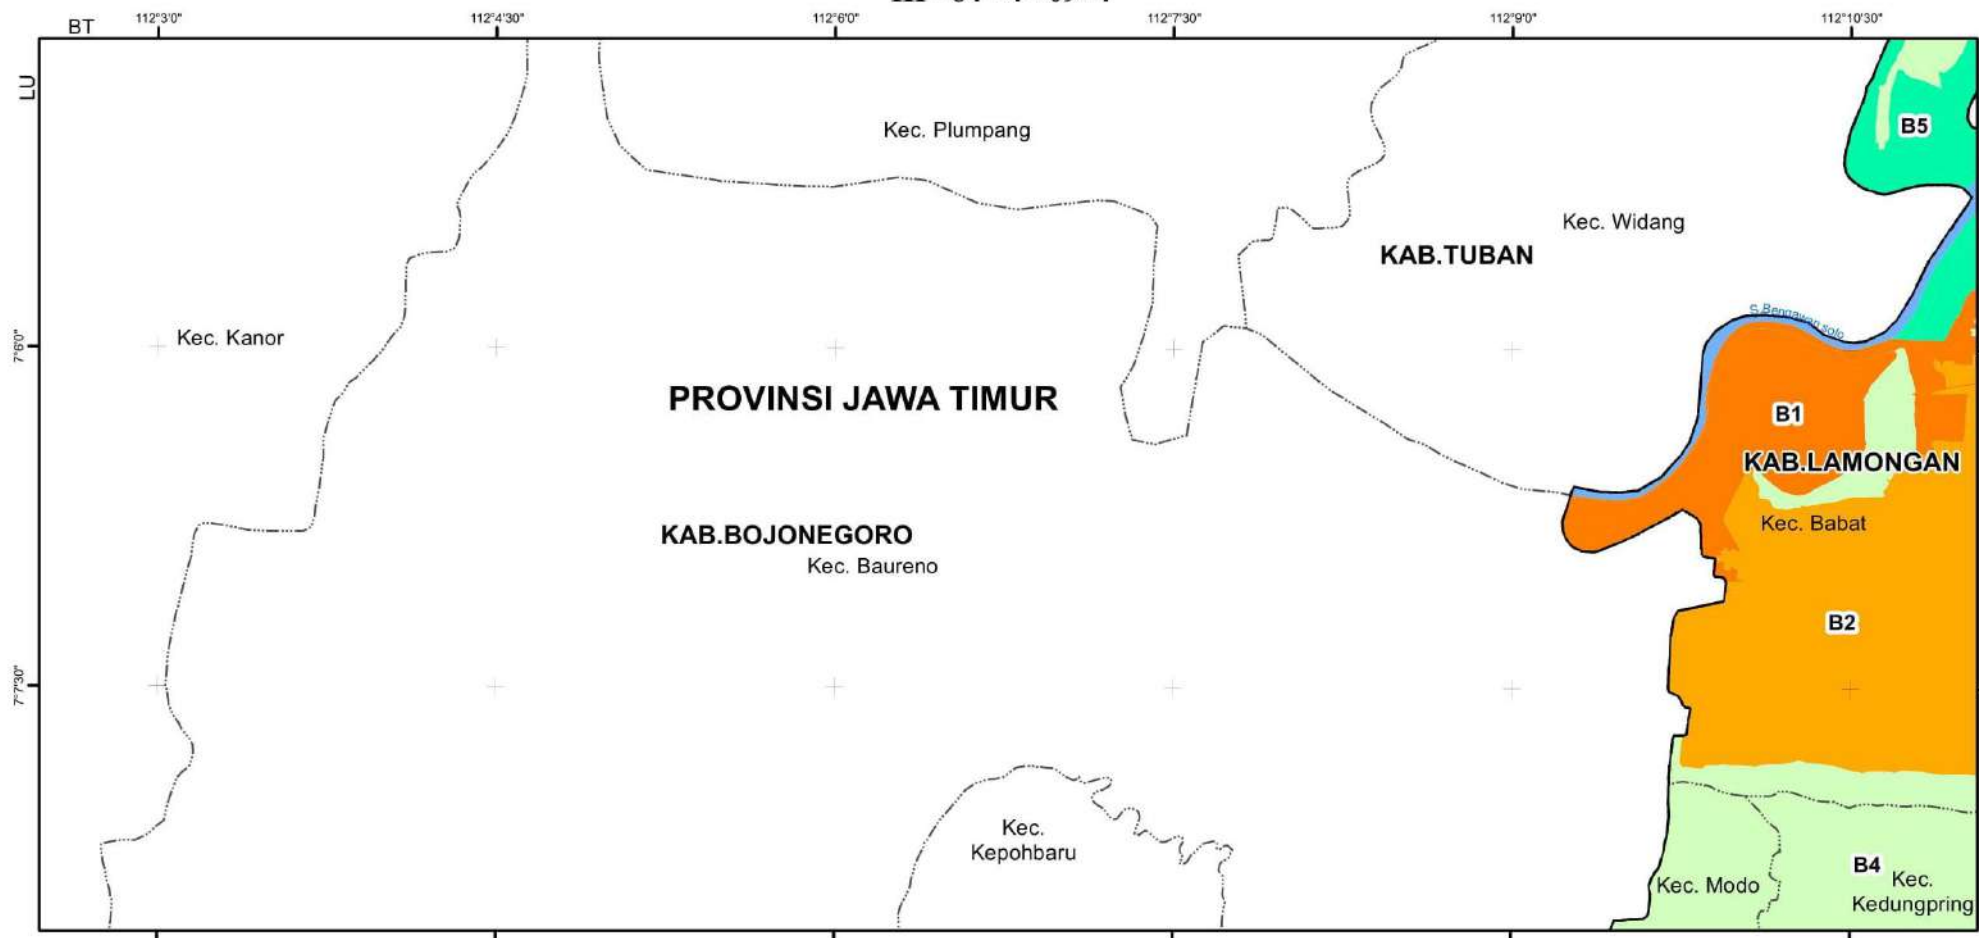 112°3'0"
112°4'30"
112°6'0"
112°7'30"
112°9'0"
112°10'30"
BT
LU
Kec. Plumpang
B5
Kec. Widang
KAB.TUBAN
S.Bengawan solo
Kec. Kanor
7°6'0"
PROVINSI JAWA TIMUR
B1
KAB.LAMONGAN
Kec. Babat
KAB.BOJONEGORO
Kec. Baureno
B2
7°7'30"
Kec.
Kepohbaru
B4
Kec. Modo
Kec.
Kedungpring